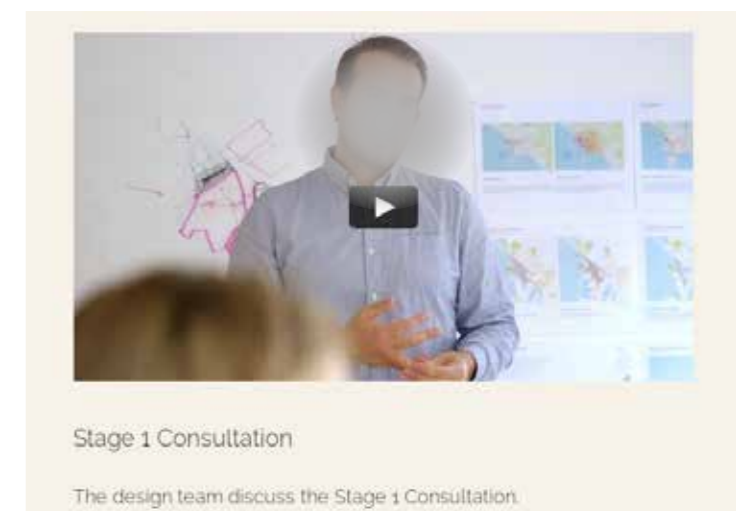 Stage 1 Consultation
The design team discuss the Stage 1 Consultation.